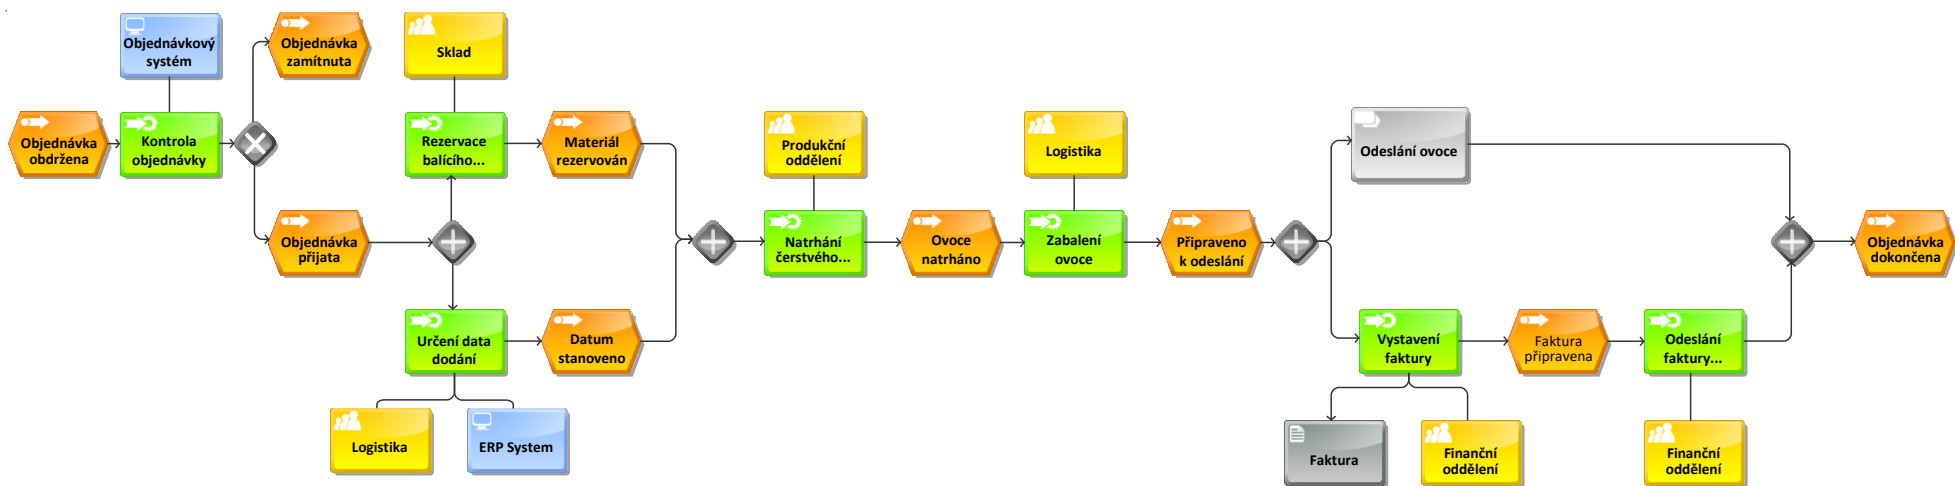 Objednávkový
systém
Objednávka
zamítnuta
Sklad
Objednávka
obdržena
Kontrola
objednávky
Rezervace
balícího...
Materiál
rezervován
Produkční
oddělení
Logistika
Odeslání ovoce
Objednávka
přijata
Natrhání
čerstvého...
Ovoce
natrháno
Zabalení
ovoce
Připraveno
k odeslání
Objednávka
dokončena
Určení data
dodání
Datum
stanoveno
Vystavení
faktury
Faktura
připravena
Odeslání
faktury...
Logistika
ERP System
Faktura
Finanční
oddělení
Finanční
oddělení